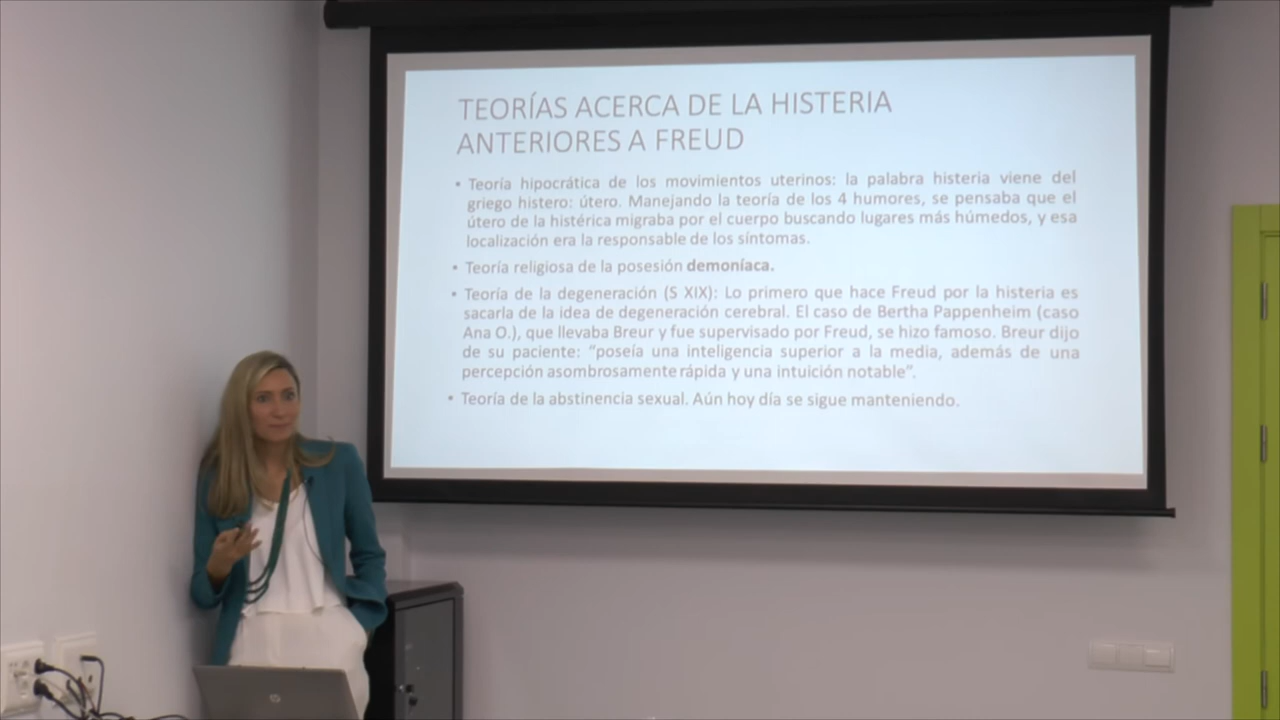 TEORÍAS ACERCA DE LA HISTERIA
ANTERIORES A FREUD
• Teoría hipocrática de los movimientos uterinos: la palabra histeria viene del
griego histero: útero. Manejando la teoría de los 4 humores, se pensaba que el
útero de la histérica migraba por el cuerpo buscando lugares más húmedos, y esa
localización era la responsable de los síntomas.
• Teoría religiosa de la posesión demoníaca.
• Teoría de la degeneración (S XIX): Lo primero que hace Freud por la histeria es
sacarla de la idea de degeneración cerebral. El caso de Bertha Pappenheim (caso
Ana O.), que llevaba Breur y fue supervisado por Freud, se hizo famoso. Breur dijo
de su paciente: “poseía una inteligencia superior a la media, además de una
percepción asombrosamente rápida y una intuición notable”.
• Teoría de la abstinencia sexual. Aún hoy día se sigue manteniendo.
hp